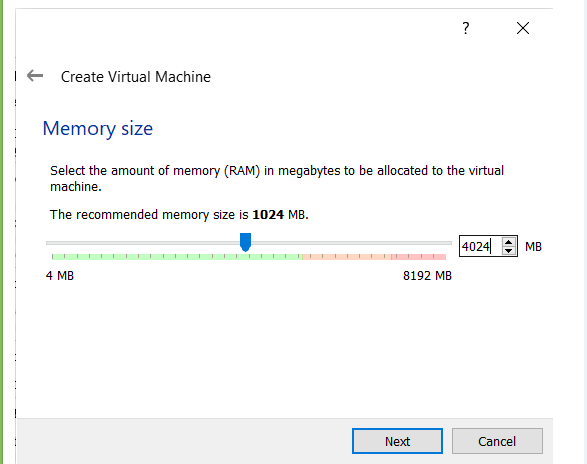 ?
Create Virtual Machine
Memory size
Select the amount of memory (RAM) in megabytes to be allocated to the virtual
machine.
The recommended memory size is 1024 MB.
4024 MB
4 MB 8192 MB
Next Cancel